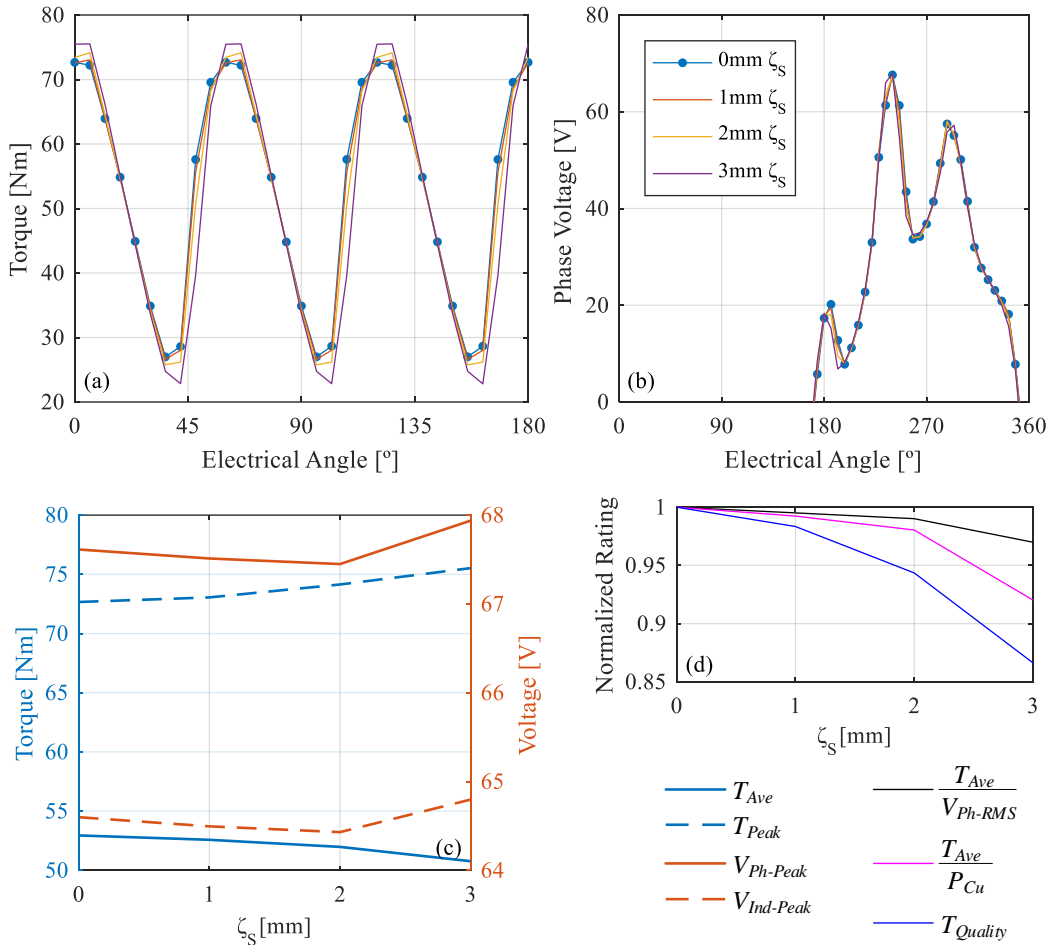 80
70
60
50
40
30
20
0
45
90
135
180
Torque [Nm]
Electrical Angle [º]
(a)
80
60
40
20
0
0
90
180
270
360
Phase Voltage [V]
Electrical Angle [º]
(b)
0mm ζS
1mm ζS
2mm ζS
3mm ζS
80
75
70
65
60
55
50
68
67
66
65
64
0
1
2
3
Torque [Nm]
Voltage [V]
ζS [mm]
(c)
1
0.95
0.9
0.85
0
1
2
3
Normalized Rating
ζS [mm]
(d)
TAve
TPeak
VPh-Peak
VInd-Peak
TAve
VPh-RMS
TAve
PCu
TQuality